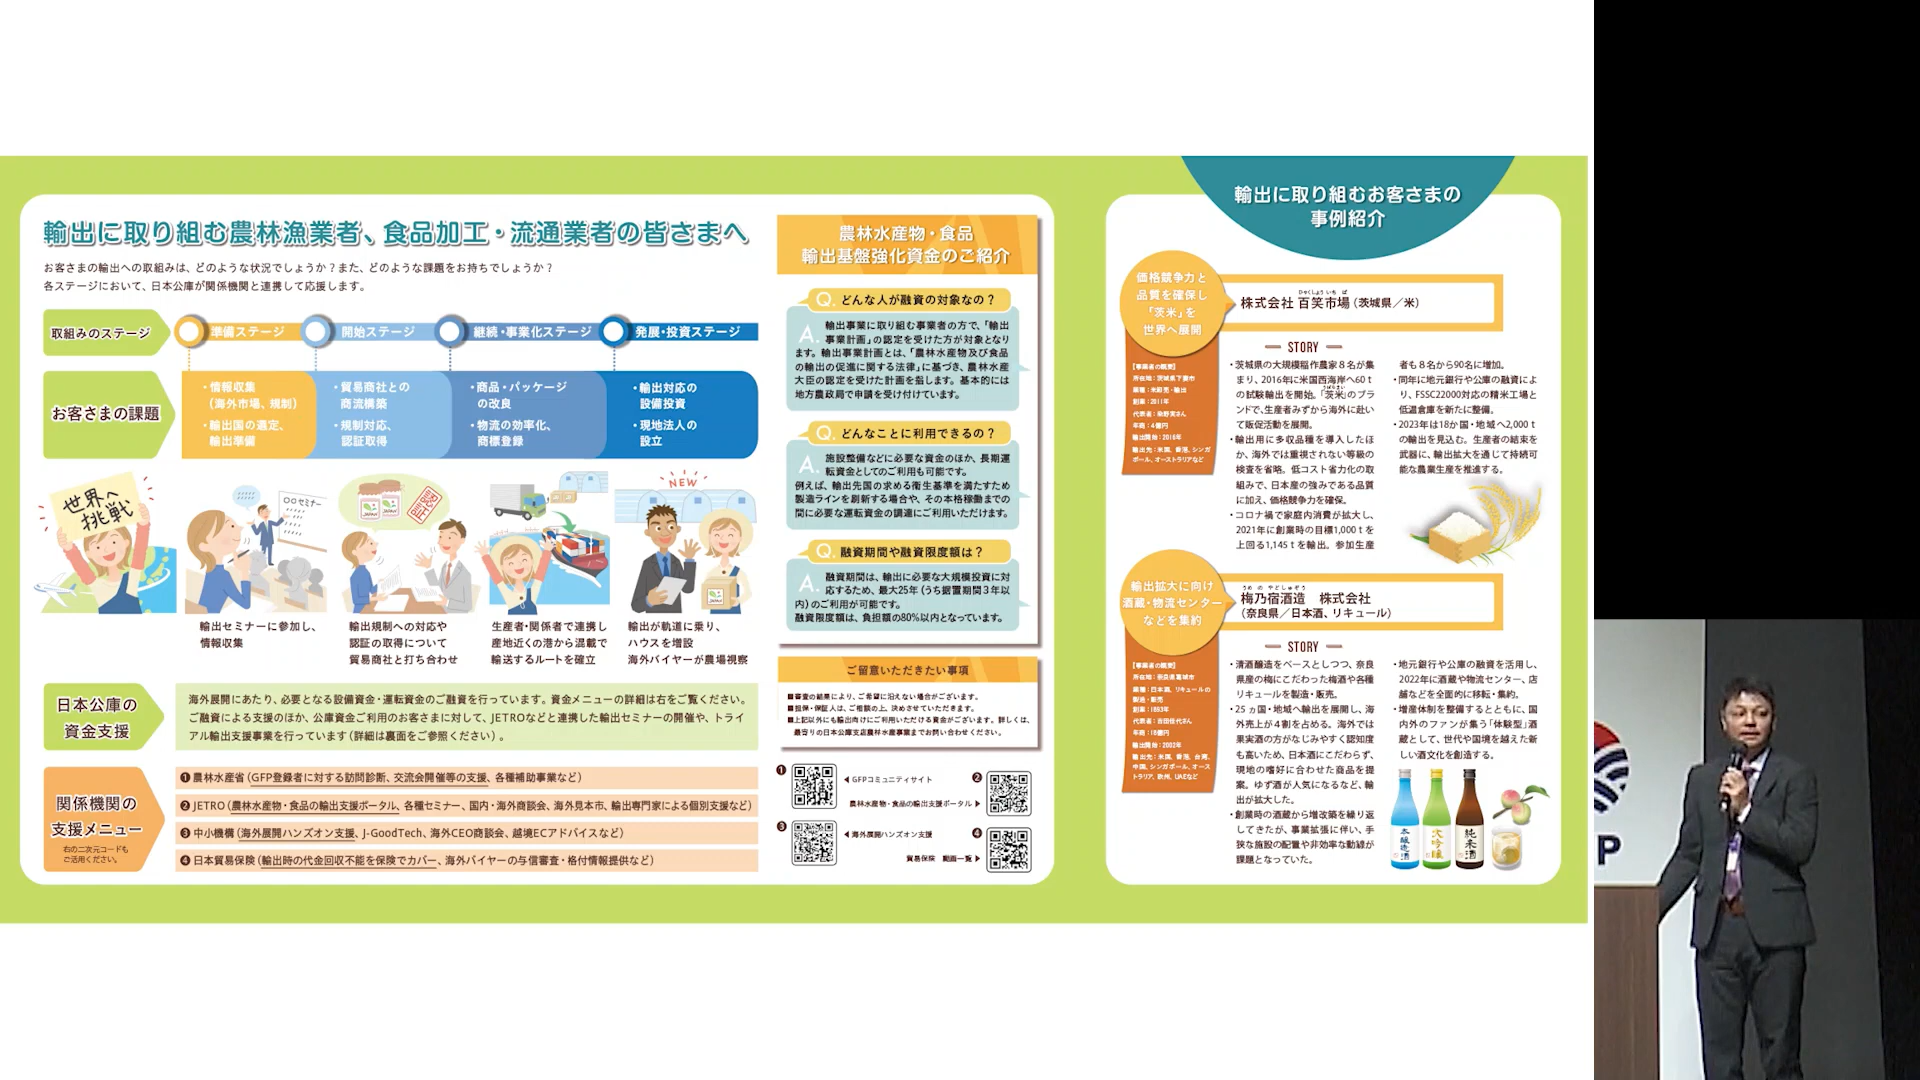 輸出に取り組む農林漁業者、食品加工・流通業者の皆さまへ
お客さまの輸出への取組みは、どのような状況でしょうか？また、どのような課題をお持ちでしょうか？
各ステージにおいて、日本公庫が関係機関と連携して応援します。
取組みのステージ
準備ステージ
開始ステージ
継続・事業化ステージ
発展・投資ステージ
お客さまの課題
・情報収集
（海外市場、規制）
・輸出国の選定、
輸出準備
・貿易商社との
商流構築
・規制対応、
認証取得
・商品・パッケージ
の改良
・物流の効率化、
商標登録
・輸出対応の
設備投資
・現地法人の
設立
世界へ
挑戦
セミナー
JAPAN
JAPAN
NEW
JAPAN
輸出セミナーに参加し、
情報収集
輸出規制への対応や
認証の取得について
貿易商社と打ち合わせ
生産者・関係者で連携し
産地近くの港から混載で
輸送するルートを確立
輸出が軌道に乗り、
ハウスを増設
海外バイヤーが農場視察
日本公庫の
資金支援
海外展開にあたり、必要となる設備資金・運転資金のご融資を行っています。資金メニューの詳細は右をご覧ください。
ご融資による支援のほか、公庫資金ご利用のお客さまに対して、JETROなどと連携した輸出セミナーの開催や、トライ
アル輸出支援事業を行っています（詳細は裏面をご参照ください）。
関係機関の
支援メニュー
右の二次元コードも
ご活用ください。
❶農林水産省（GFP登録者に対する訪問診断、交流会開催等の支援、各種補助事業など）
❷JETRO（農林水産物・食品の輸出支援ポータル、各種セミナー、国内・海外商談会、海外見本市、輸出専門家による個別支援など）
❸中小機構（海外展開ハンズオン支援、J-GoodTech、海外CEO商談会、越境ECアドバイスなど）
❹日本貿易保険（輸出時の代金回収不能を保険でカバー、海外バイヤーの与信審査・格付情報提供など）
農林水産物・食品
輸出基盤強化資金のご紹介
Q. どんな人が融資の対象なの？
A. 輸出事業に取り組む事業者の方で、「輸出
事業計画」の認定を受けた方が対象となり
ます。輸出事業計画とは、「農林水産物及び食品
の輸出の促進に関する法律」に基づき、農林水産
大臣の認定を受けた計画を指します。基本的には
地方農政局で申請を受け付けています。
Q. どんなことに利用できるの？
A. 施設整備などに必要な資金のほか、長期運
転資金としてのご利用も可能です。
例えば、輸出先国の求める衛生基準を満たすため
製造ラインを刷新する場合や、その本格稼働までの
間に必要な運転資金の調達にご利用いただけます。
Q. 融資期間や融資限度額は？
A. 融資期間は、輸出に必要な大規模投資に対
応するため、最大25年（うち据置期間３年以
内）のご利用が可能です。
融資限度額は、負担額の80%以内となっています。
ご留意いただきたい事項
■審査の結果により、ご希望に沿えない場合がございます。
■担保・保証人は、ご相談の上、決めさせていただきます。
■上記以外にも輸出向けにご利用いただける資金がございます。詳しくは、
最寄りの日本公庫支店農林水産事業までお問い合わせください。
❶
◀GFPコミュニティサイト
❷
農林水産物・食品の輸出支援ポータル▶
❸
◀海外展開ハンズオン支援
❹
貿易保険　動画一覧▶
輸出に取り組むお客さまの
事例紹介
価格競争力と
品質を確保し
「茨米」を
世界へ展開
ひゃくしょう いち ば
株式会社 百笑市場（茨城県／米）
【事業者の概要】
所在地：茨城県下妻市
業種：米卸売・輸出
創業：2011年
代表者：染野実さん
年商：4億円
輸出開始：2016年
輸出先：米国、香港、シンガ
ポール、オーストラリアなど
STORY
・茨城県の大規模稲作農家８名が集
まり、2016年に米国西海岸へ60ｔ
の試験輸出を開始。「茨米」のブラ
うばらまい
ンドで、生産者みずから海外に赴い
て販促活動を展開。
・輸出用に多収品種を導入したほ
か、海外では重視されない等級の
検査を省略。低コスト省力化の取
組みで、日本産の強みである品質
に加え、価格競争力を確保。
・コロナ禍で家庭内消費が拡大し、
2021年に創業時の目標1,000ｔを
上回る1,145ｔを輸出。参加生産
者も８名から90名に増加。
・同年に地元銀行や公庫の融資によ
り、FSSC22000対応の精米工場と
低温倉庫を新たに整備。
・2023年は18か国・地域へ2,000ｔ
の輸出を見込む。生産者の結束を
武器に、輸出拡大を通じて持続可
能な農業生産を推進する。
輸出拡大に向け
酒蔵・物流センター
などを集約
うめ の やどしゅぞう
梅乃宿酒造　株式会社
（奈良県／日本酒、リキュール）
【事業者の概要】
所在地：奈良県葛城市
業種：日本酒、リキュールの
製造・販売
創業：1893年
代表者：吉田佳代さん
輸出開始：2002年
輸出先：米国、香港、台湾、
中国、シンガポール、オース
トラリア、欧州、UAEなど
STORY
・清酒醸造をベースとしつつ、奈良
県産の梅にこだわった梅酒や各種
リキュールを製造・販売。
・25ヵ国・地域へ輸出を展開し、海
外売上が４割を占める。海外では
果実酒の方がなじみやすく認知度
も高いため、日本酒にこだわらず、
現地の嗜好に合わせた商品を提
案。ゆず酒が人気になるなど、輸
出が拡大した。
・創業時の酒蔵から増改築を繰り返
してきたが、事業拡張に伴い、手
狭な施設の配置や非効率な動線が
課題となっていた。
・地元銀行や公庫の融資を活用し、
2022年に酒蔵や物流センター、店
舗などを全面的に移転・集約。
・増産体制を整備するとともに、国
内外のファンが集う「体験型」酒
蔵として、世代や国境を越えた新
しい酒文化を創造する。
本醸造酒
大吟醸
純米酒
P